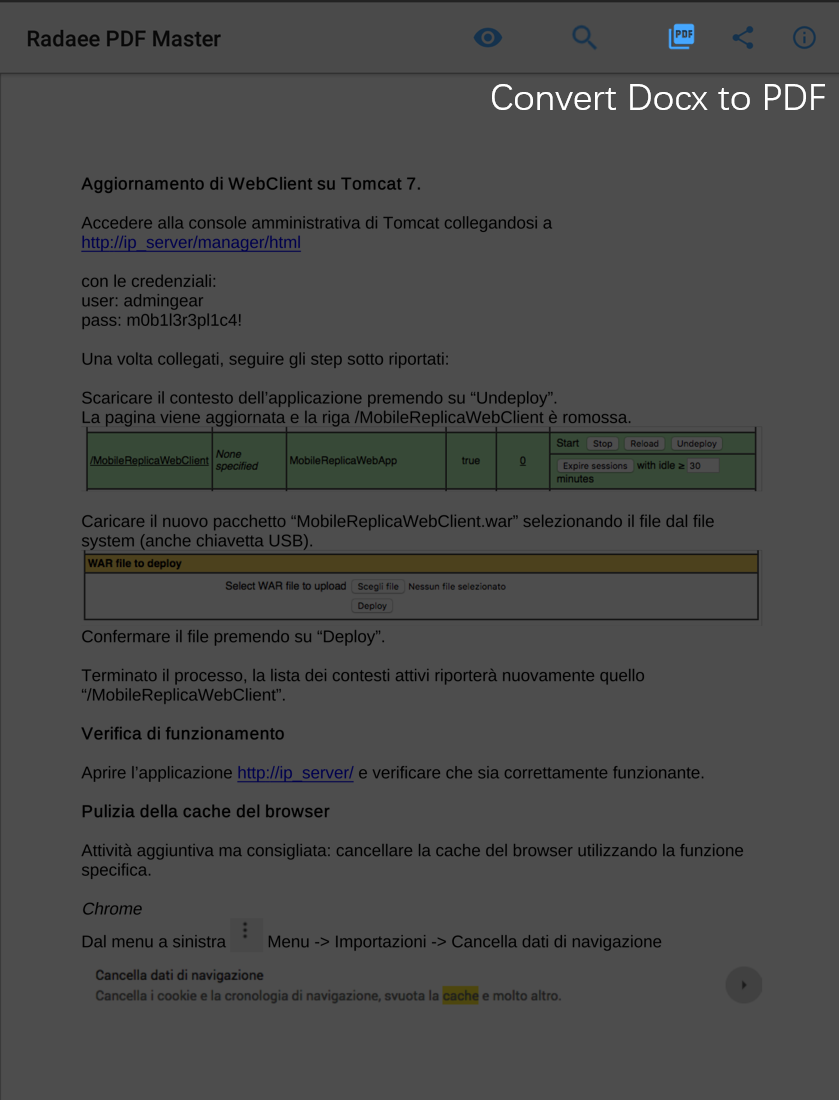 Radaee PDF Master
PDF
Convert Docx to PDF
Aggiornamento di WebClient su Tomcat 7.
Accedere alla console amministrativa di Tomcat collegandosi a
http://ip_server/manager/html
con le credenziali:
user: admingear
pass: m0b1l3r3pl1c4!
Una volta collegati, seguire gli step sotto riportati:
Scaricare il contesto dell’applicazione premendo su “Undeploy”.
La pagina viene aggiornata e la riga /MobileReplicaWebClient è romossa.
/MobileReplicaWebClient None specified MobileReplicaWebApp true 0 Start Stop Reload Undeploy
Expire sessions with idle ≥ 30
minutes
Caricare il nuovo pacchetto “MobileReplicaWebClient.war” selezionando il file dal file
system (anche chiavetta USB).
WAR file to deploy
Select WAR file to upload Scegli file Nessun file selezionato
Deploy
Confermare il file premendo su “Deploy”.
Terminato il processo, la lista dei contesti attivi riporterà nuovamente quello
“/MobileReplicaWebClient”.
Verifica di funzionamento
Aprire l’applicazione http://ip_server/ e verificare che sia correttamente funzionante.
Pulizia della cache del browser
Attività aggiuntiva ma consigliata: cancellare la cache del browser utilizzando la funzione
specifica.
Chrome
Dal menu a sinistra Menu -> Importazioni -> Cancella dati di navigazione
Cancella dati di navigazione
Cancella i cookie e la cronologia di navigazione, svuota la cache e molto altro.